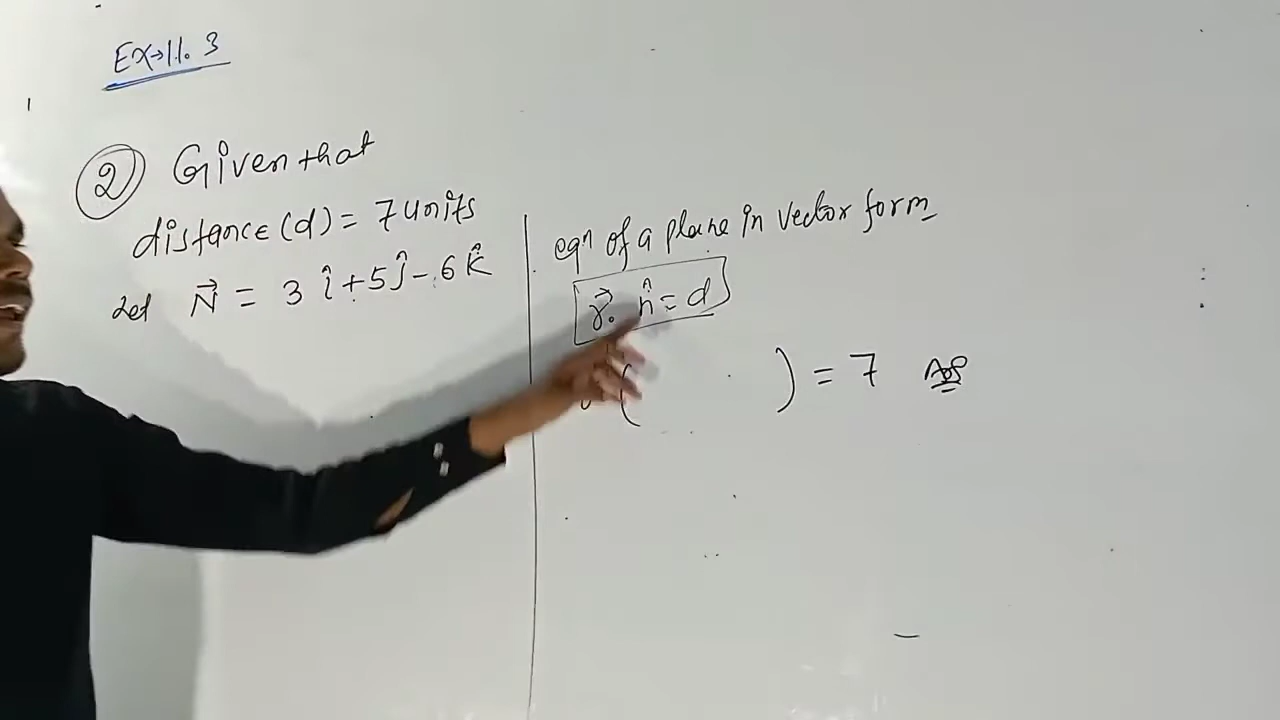 Ex→11.3
② Given that
distance (d) = 7 units
Let N⃗ = 3î + 5ĵ - 6k̂
eqn of a plane in vector form
r⃗. n̂ = d
( ) = 7 Ans